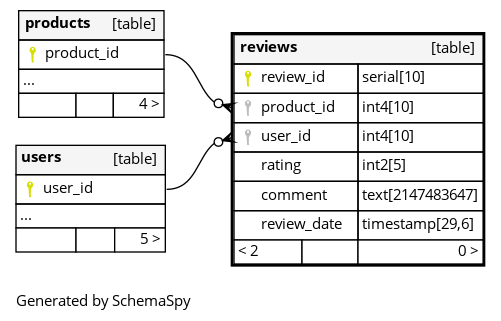 products [table]
product_id
...
4 >
users [table]
user_id
...
5 >
reviews [table]
review_id serial[10]
product_id int4[10]
user_id int4[10]
rating int2[5]
comment text[2147483647]
review_date timestamp[29,6]
< 2 0 >
Generated by SchemaSpy